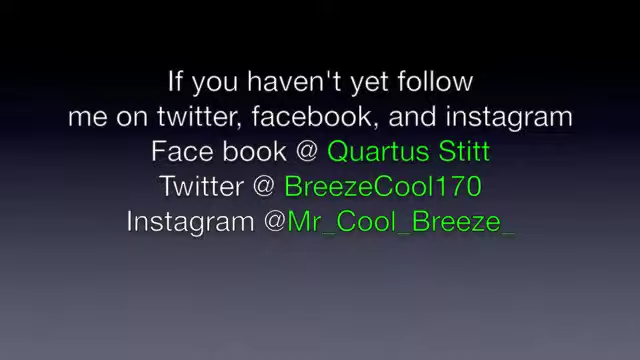 If you haven't yet follow
me on twitter, facebook, and instagram
Face book @ Quartus Stitt
Twitter @ BreezeCool170
Instagram @Mr_Cool_Breeze_